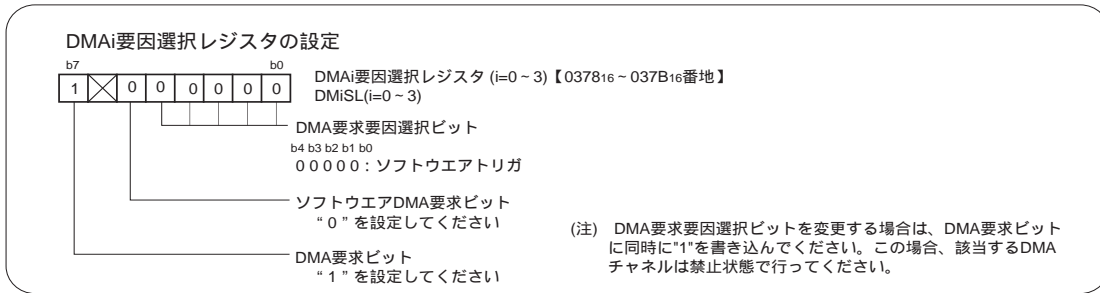 DMAi要因選択レジスタの設定
b7 b0
1 0 0 0 0 0 0
DMAi要因選択レジスタ (i=0~3)【037816~037B16番地】
DMiSL(i=0~3)
DMA要求要因選択ビット
b4 b3 b2 b1 b0
0 0 0 0 0 : ソフトウエアトリガ
ソフトウエアDMA要求ビット
“ 0 ” を設定してください
DMA要求ビット
“ 1 ” を設定してください
(注) DMA要求要因選択ビットを変更する場合は、DMA要求ビット
に同時に"1"を書き込んでください。この場合、該当するDMA
チャネルは禁止状態で行ってください。